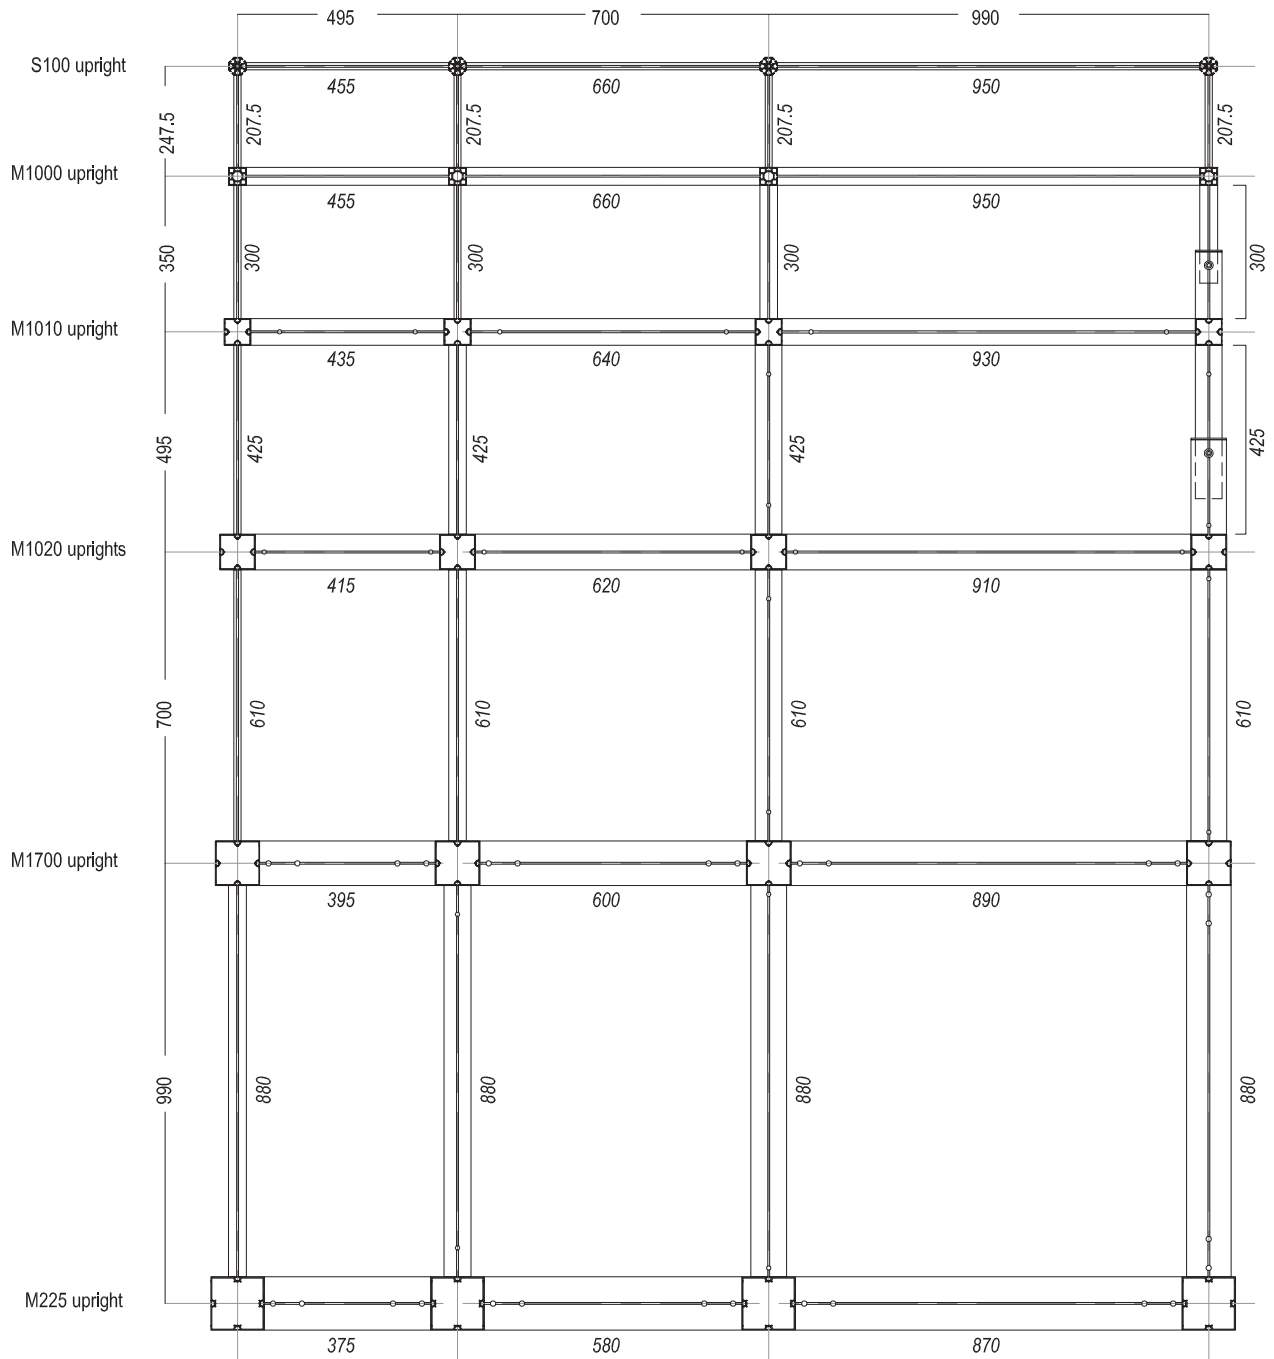 495 700 990
S100 upright
455 660 950
247.5 207.5 207.5 207.5 207.5
M1000 upright
455 660 950
350 300 300 300 300
M1010 upright
435 640 930
495 425 425 425 425
M1020 uprights
415 620 910
700 610 610 610 610
M1700 upright
395 600 890
990 880 880 880 880
M225 upright
375 580 870